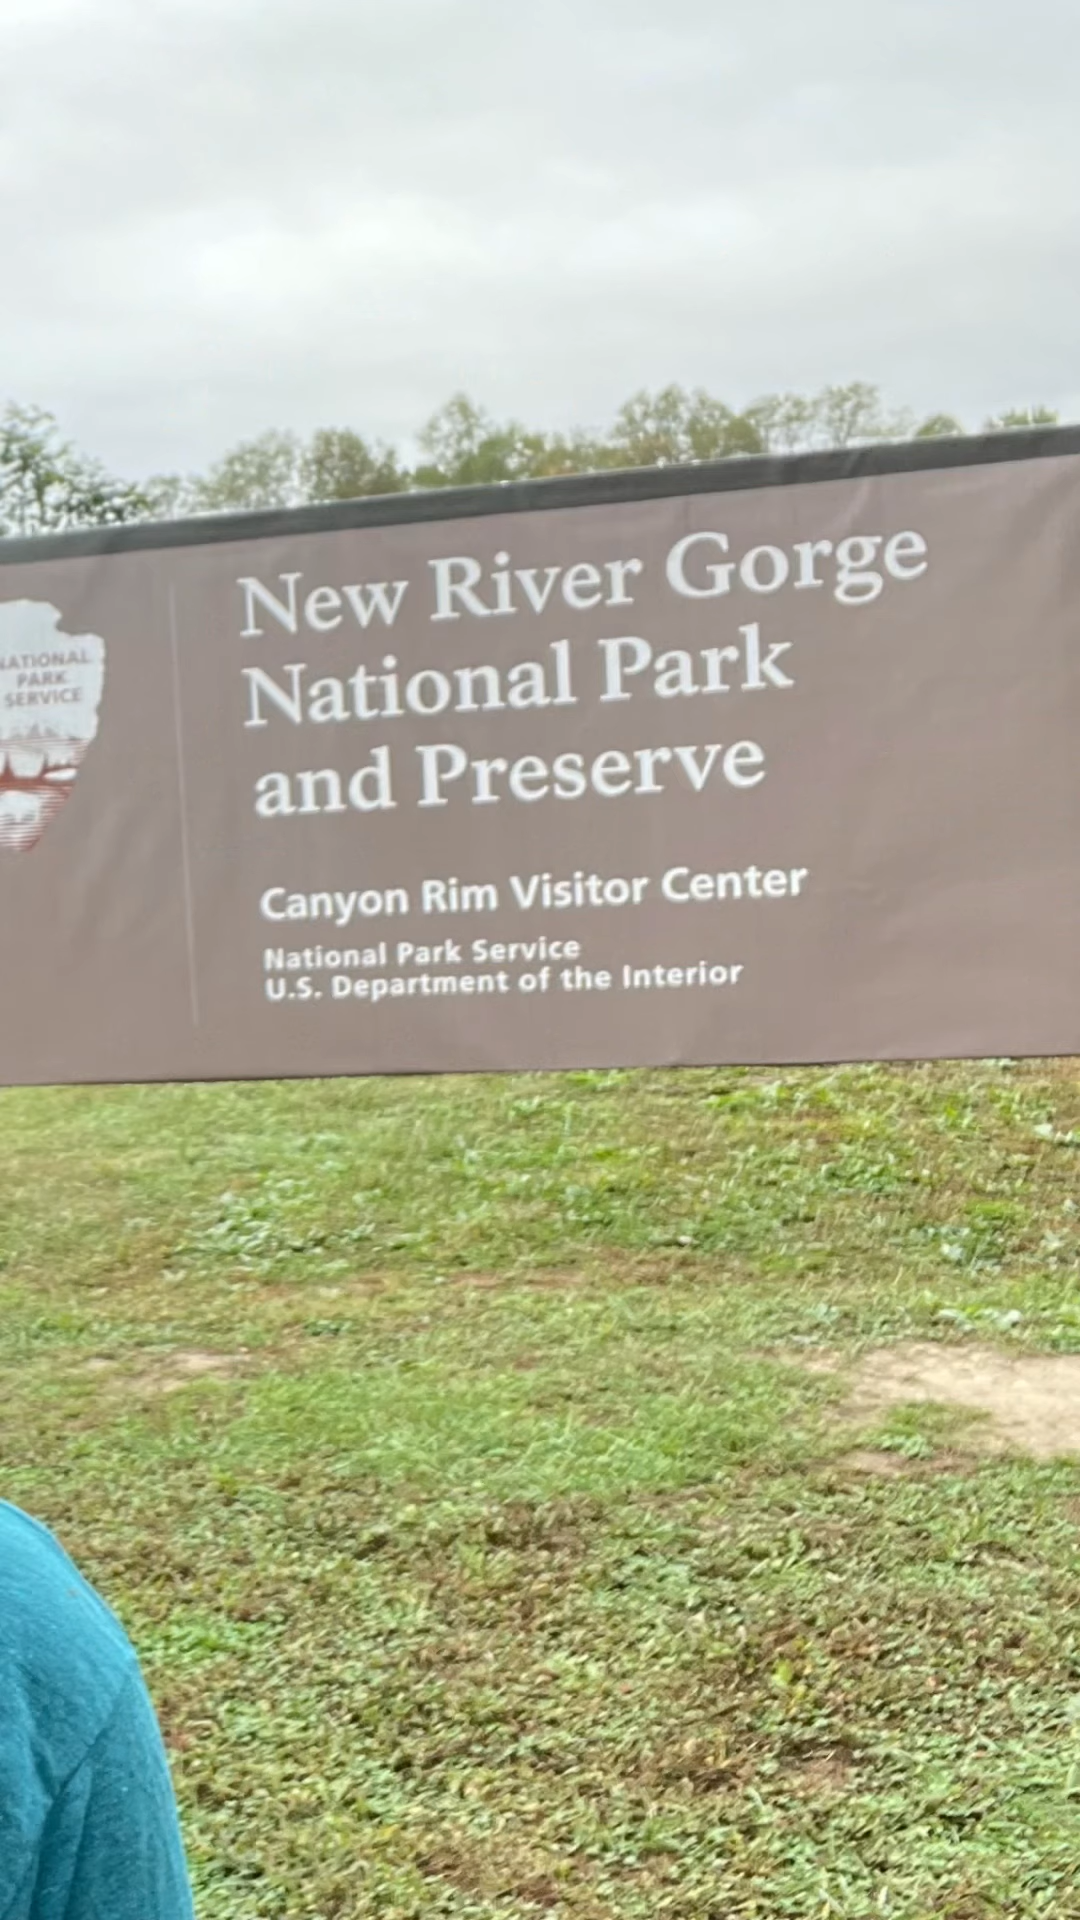 NATIONAL
PARK
SERVICE
New River Gorge
National Park
and Preserve
Canyon Rim Visitor Center
National Park Service
U.S. Department of the Interior